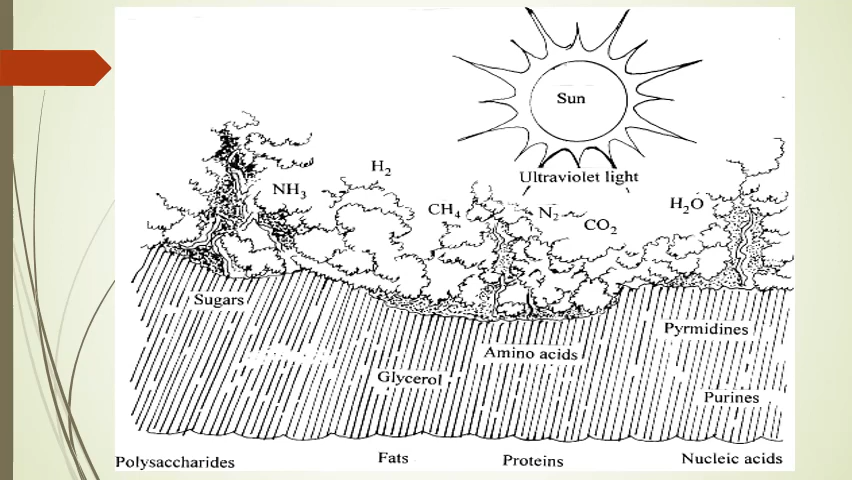 Sun
Ultraviolet light
H₂
NH₃
CH₄
N₂
H₂O
CO₂
Sugars
Pyrmidines
Amino acids
Glycerol
Purines
Polysaccharides
Fats
Proteins
Nucleic acids